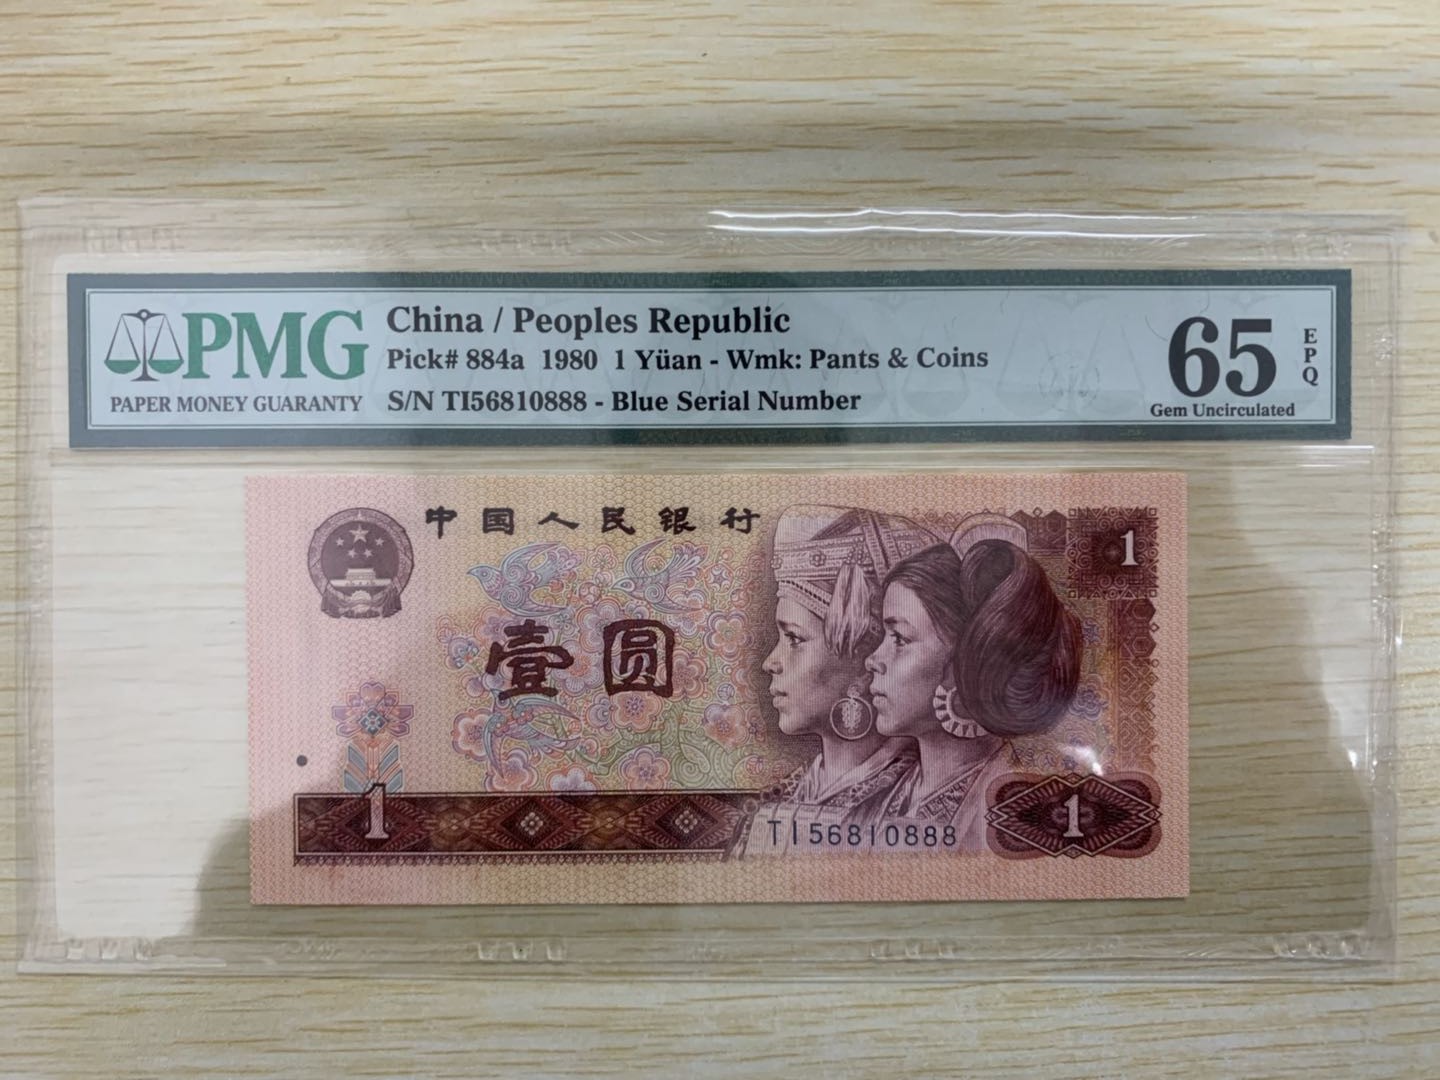 PMG
PAPER MONEY GUARANTY
China / Peoples Republic
Pick# 884a 1980 1 Yüan - Wmk: Pants & Coins
S/N TI56810888 - Blue Serial Number
65
EPQ
Gem Uncirculated
中国人民银行
1
壹圆
1
TI56810888
1